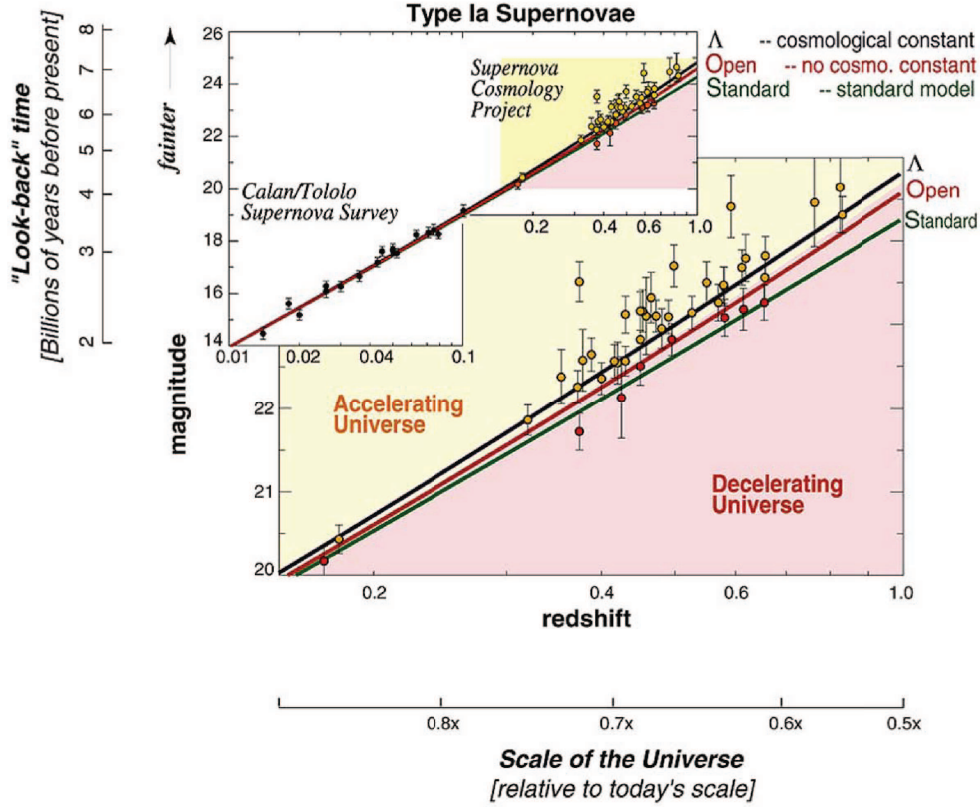 Type Ia Supernovae
"Look-back" time
[Billions of years before present]
8
7
6
5
4
3
2
fainter
magnitude
26
24
22
20
18
16
14
0.01
0.02
0.04
0.1
0.2
0.4
0.6
1.0
Supernova
Cosmology
Project
Calan/Tololo
Supernova Survey
Λ -- cosmological constant
Open -- no cosmo. constant
Standard -- standard model
Λ
Open
Standard
Accelerating
Universe
Decelerating
Universe
22
21
20
0.2
0.4
0.6
1.0
redshift
0.8x
0.7x
0.6x
0.5x
Scale of the Universe
[relative to today's scale]